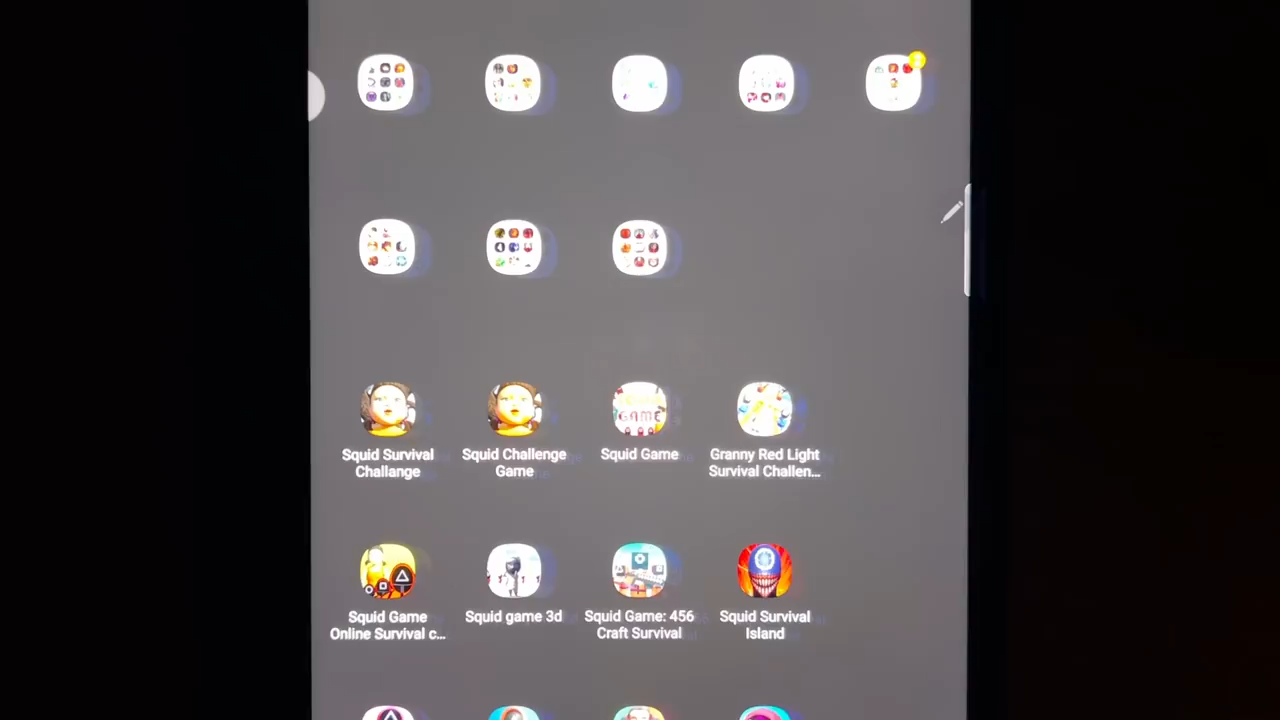 GAME
Squid Survival
Challange
Squid Challenge
Game
Squid Game
Granny Red Light
Survival Challen...
Squid Game
Online Survival c...
Squid game 3d
Squid Game: 456
Craft Survival
Squid Survival
Island